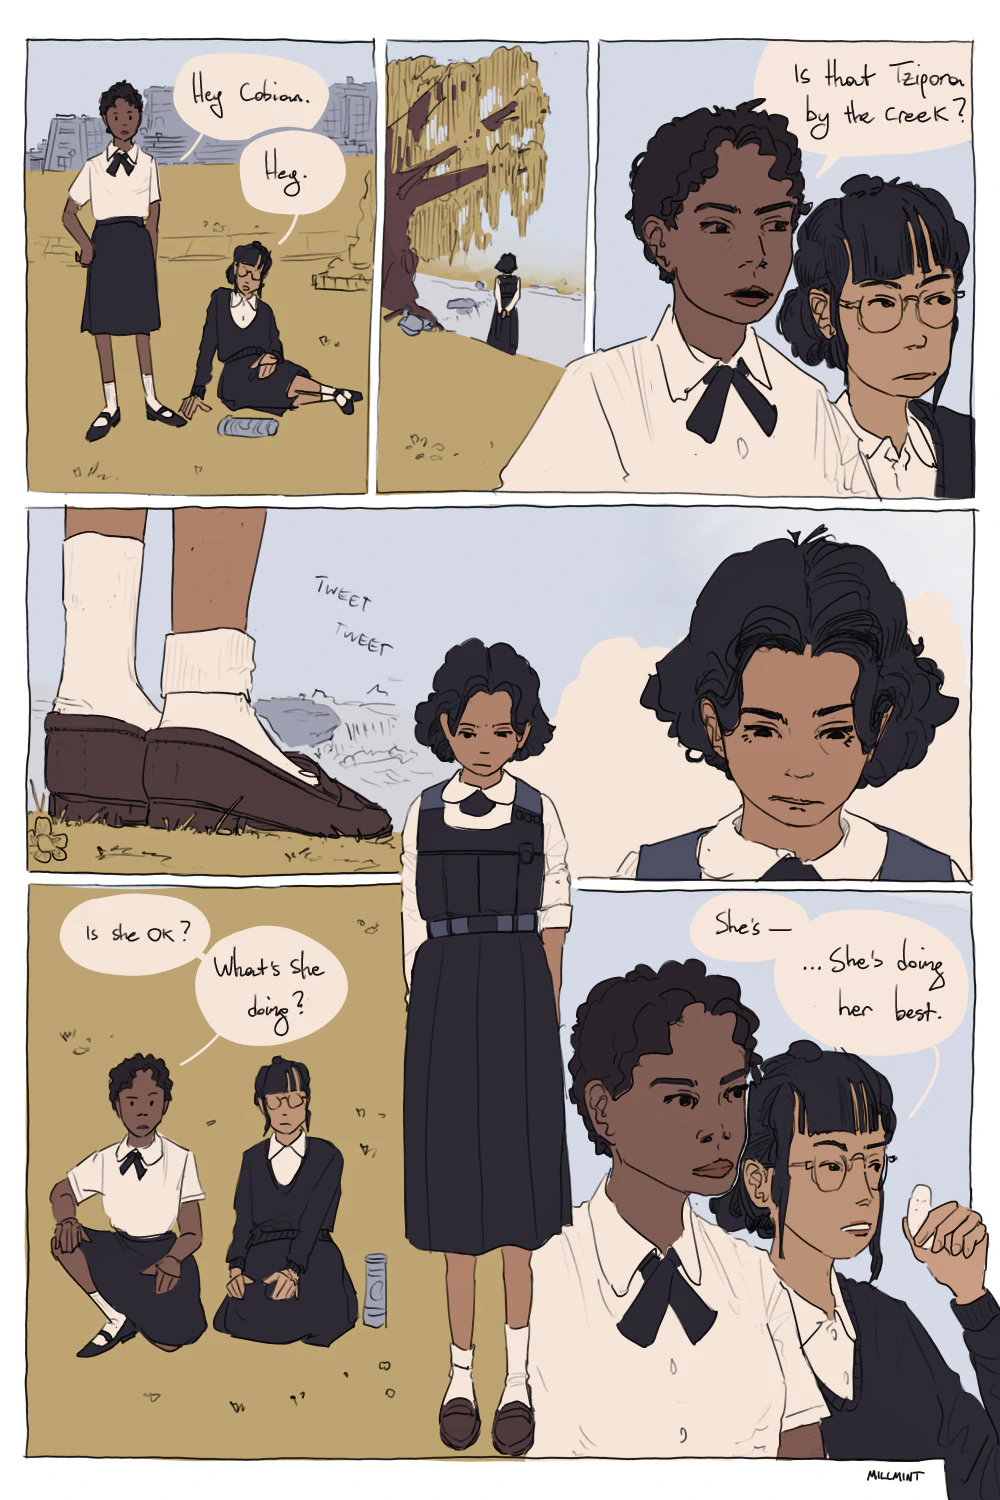 Hey Cobian.
Hey.
Is that Tzipora
by the creek?
TWEET
TWEET
Is she OK?
What's she
doing?
She's —
... She's doing
her best.
MILLMINT